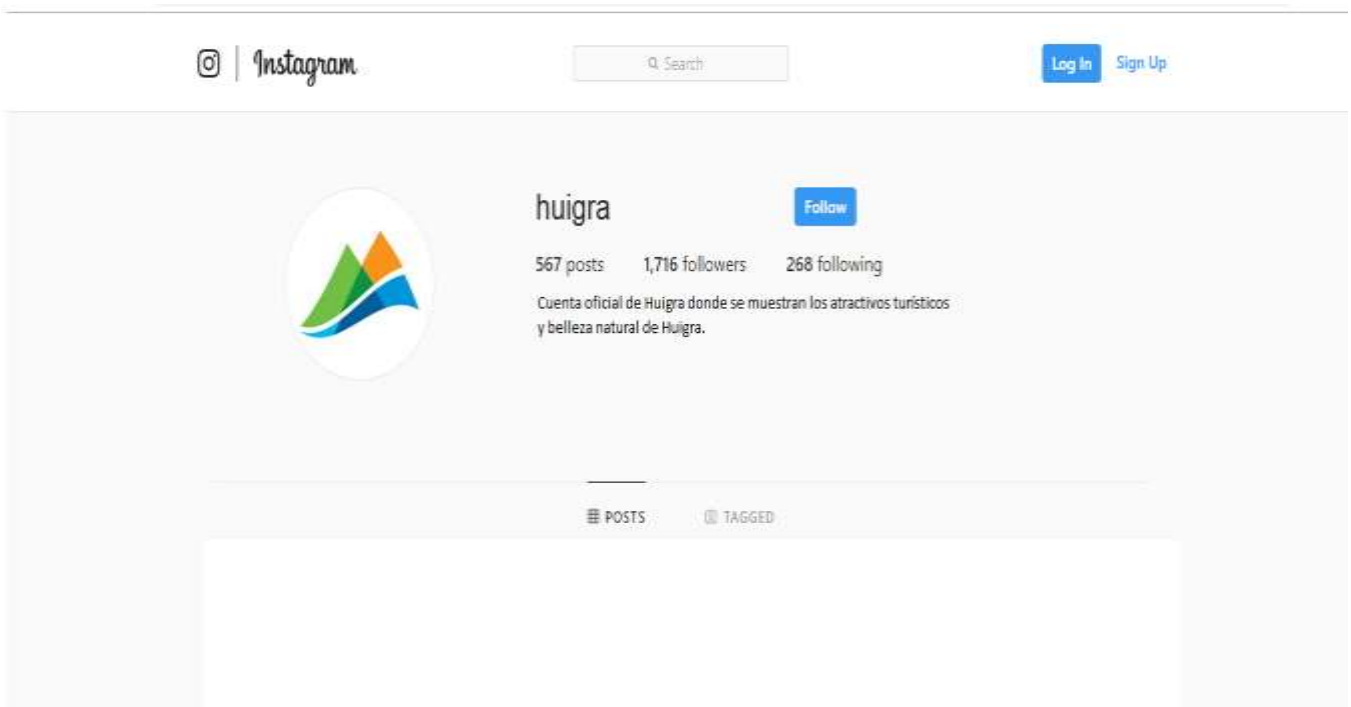 Instagram
Search
Log In
Sign Up
huigra
Follow
567 posts 1,716 followers 268 following
Cuenta oficial de Huigra donde se muestran los atractivos turísticos
y belleza natural de Huigra.
POSTS TAGGED